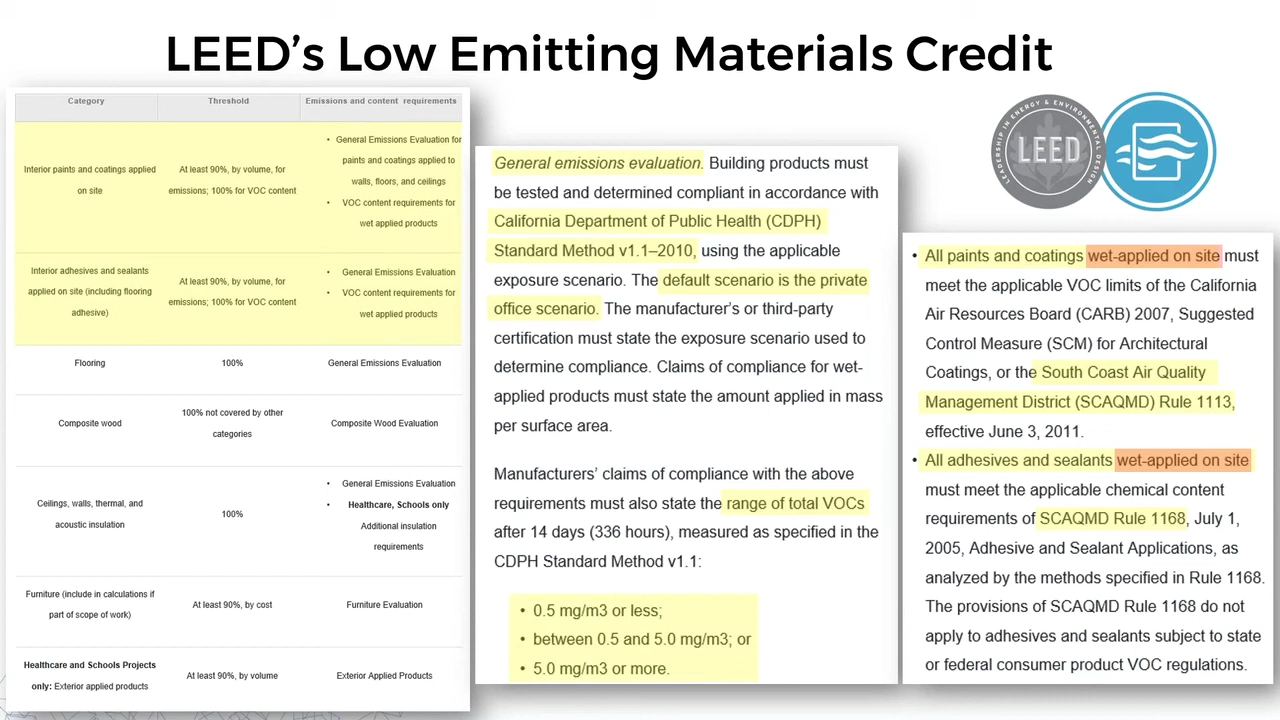 LEED’s Low Emitting Materials Credit
Category
Threshold
Emissions and content requirements
Interior paints and coatings applied
on site
At least 90%, by volume, for
emissions; 100% for VOC content
• General Emissions Evaluation for
paints and coatings applied to
walls, floors, and ceilings
• VOC content requirements for
wet applied products
Interior adhesives and sealants
applied on site (including flooring
adhesive)
At least 90%, by volume, for
emissions; 100% for VOC content
• General Emissions Evaluation
• VOC content requirements for
wet applied products
Flooring
100%
General Emissions Evaluation
Composite wood
100% not covered by other
categories
Composite Wood Evaluation
Ceilings, walls, thermal, and
acoustic insulation
100%
• General Emissions Evaluation
• Healthcare, Schools only
Additional insulation
requirements
Furniture (include in calculations if
part of scope of work)
At least 90%, by cost
Furniture Evaluation
Healthcare and Schools Projects
only: Exterior applied products
At least 90%, by volume
Exterior Applied Products
General emissions evaluation. Building products must
be tested and determined compliant in accordance with
California Department of Public Health (CDPH)
Standard Method v1.1–2010, using the applicable
exposure scenario. The default scenario is the private
office scenario. The manufacturer’s or third-party
certification must state the exposure scenario used to
determine compliance. Claims of compliance for wet-
applied products must state the amount applied in mass
per surface area.
Manufacturers’ claims of compliance with the above
requirements must also state the range of total VOCs
after 14 days (336 hours), measured as specified in the
CDPH Standard Method v1.1:
• 0.5 mg/m3 or less;
• between 0.5 and 5.0 mg/m3; or
• 5.0 mg/m3 or more.
LEADERSHIP IN ENERGY & ENVIRONMENTAL DESIGN
LEED
• All paints and coatings wet-applied on site must
meet the applicable VOC limits of the California
Air Resources Board (CARB) 2007, Suggested
Control Measure (SCM) for Architectural
Coatings, or the South Coast Air Quality
Management District (SCAQMD) Rule 1113,
effective June 3, 2011.
• All adhesives and sealants wet-applied on site
must meet the applicable chemical content
requirements of SCAQMD Rule 1168, July 1,
2005, Adhesive and Sealant Applications, as
analyzed by the methods specified in Rule 1168.
The provisions of SCAQMD Rule 1168 do not
apply to adhesives and sealants subject to state
or federal consumer product VOC regulations.